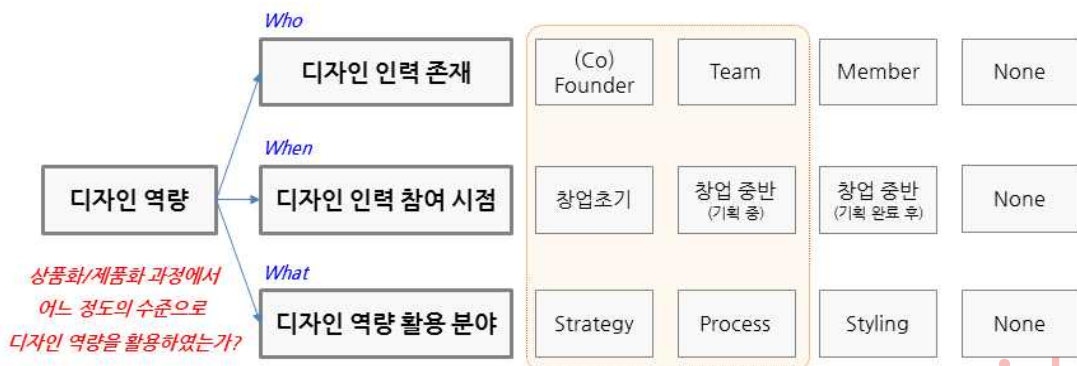 Who
디자인 인력 존재
(Co)
Founder
Team
Member
None
When
디자인 역량
디자인 인력 참여 시점
창업초기
창업 중반
(기획 중)
창업 중반
(기획 완료 후)
None
상품화/제품화 과정에서
어느 정도의 수준으로
디자인 역량을 활용하였는가?
What
디자인 역량 활용 분야
Strategy
Process
Styling
None